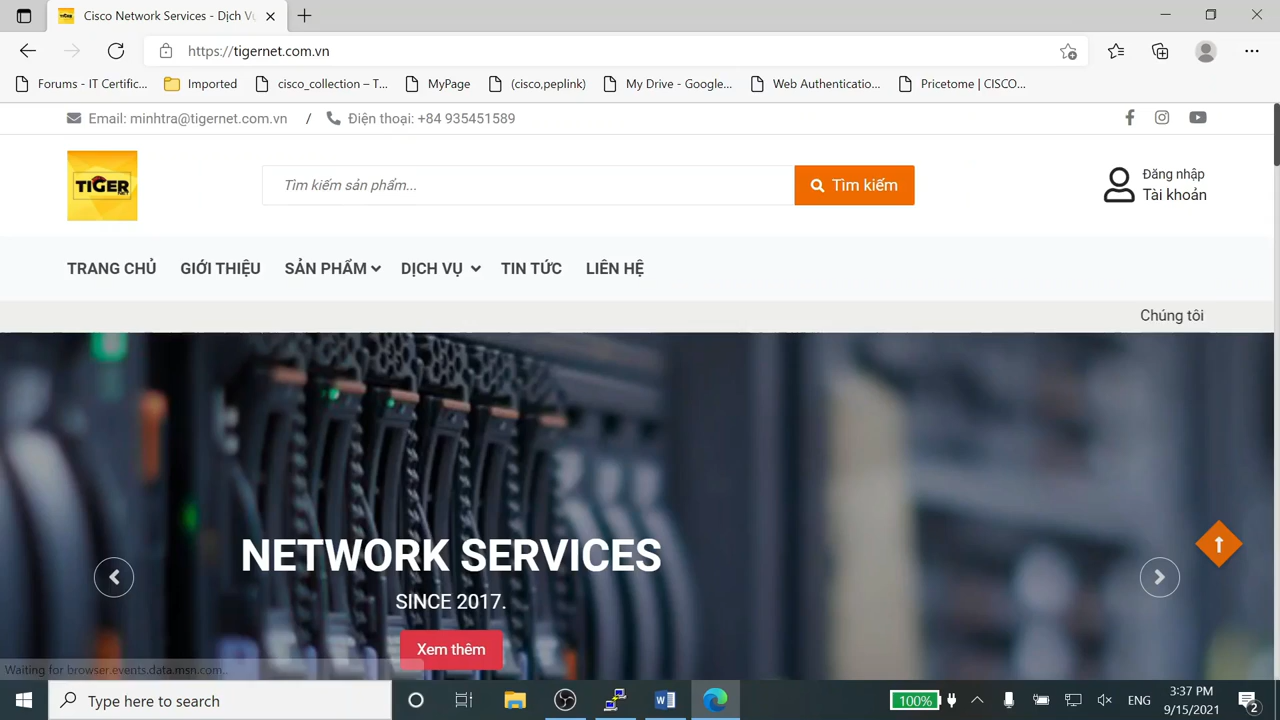 Cisco Network Services - Dịch Vụ
https://tigernet.com.vn
Forums - IT Certific... Imported cisco_collection – T... MyPage (cisco,peplink) My Drive - Google... Web Authenticatio... Pricetome | CISCO...
Email: minhtra@tigernet.com.vn / Điện thoại: +84 935451589
TIGER
Tìm kiếm sản phẩm... Tìm kiếm
Đăng nhập
Tài khoản
TRANG CHỦ GIỚI THIỆU SẢN PHẨM DỊCH VỤ TIN TỨC LIÊN HỆ
Chúng tôi
NETWORK SERVICES
SINCE 2017.
Xem thêm
Waiting for browser.events.data.msn.com...
Type here to search
100% ENG
3:37 PM
9/15/2021
2